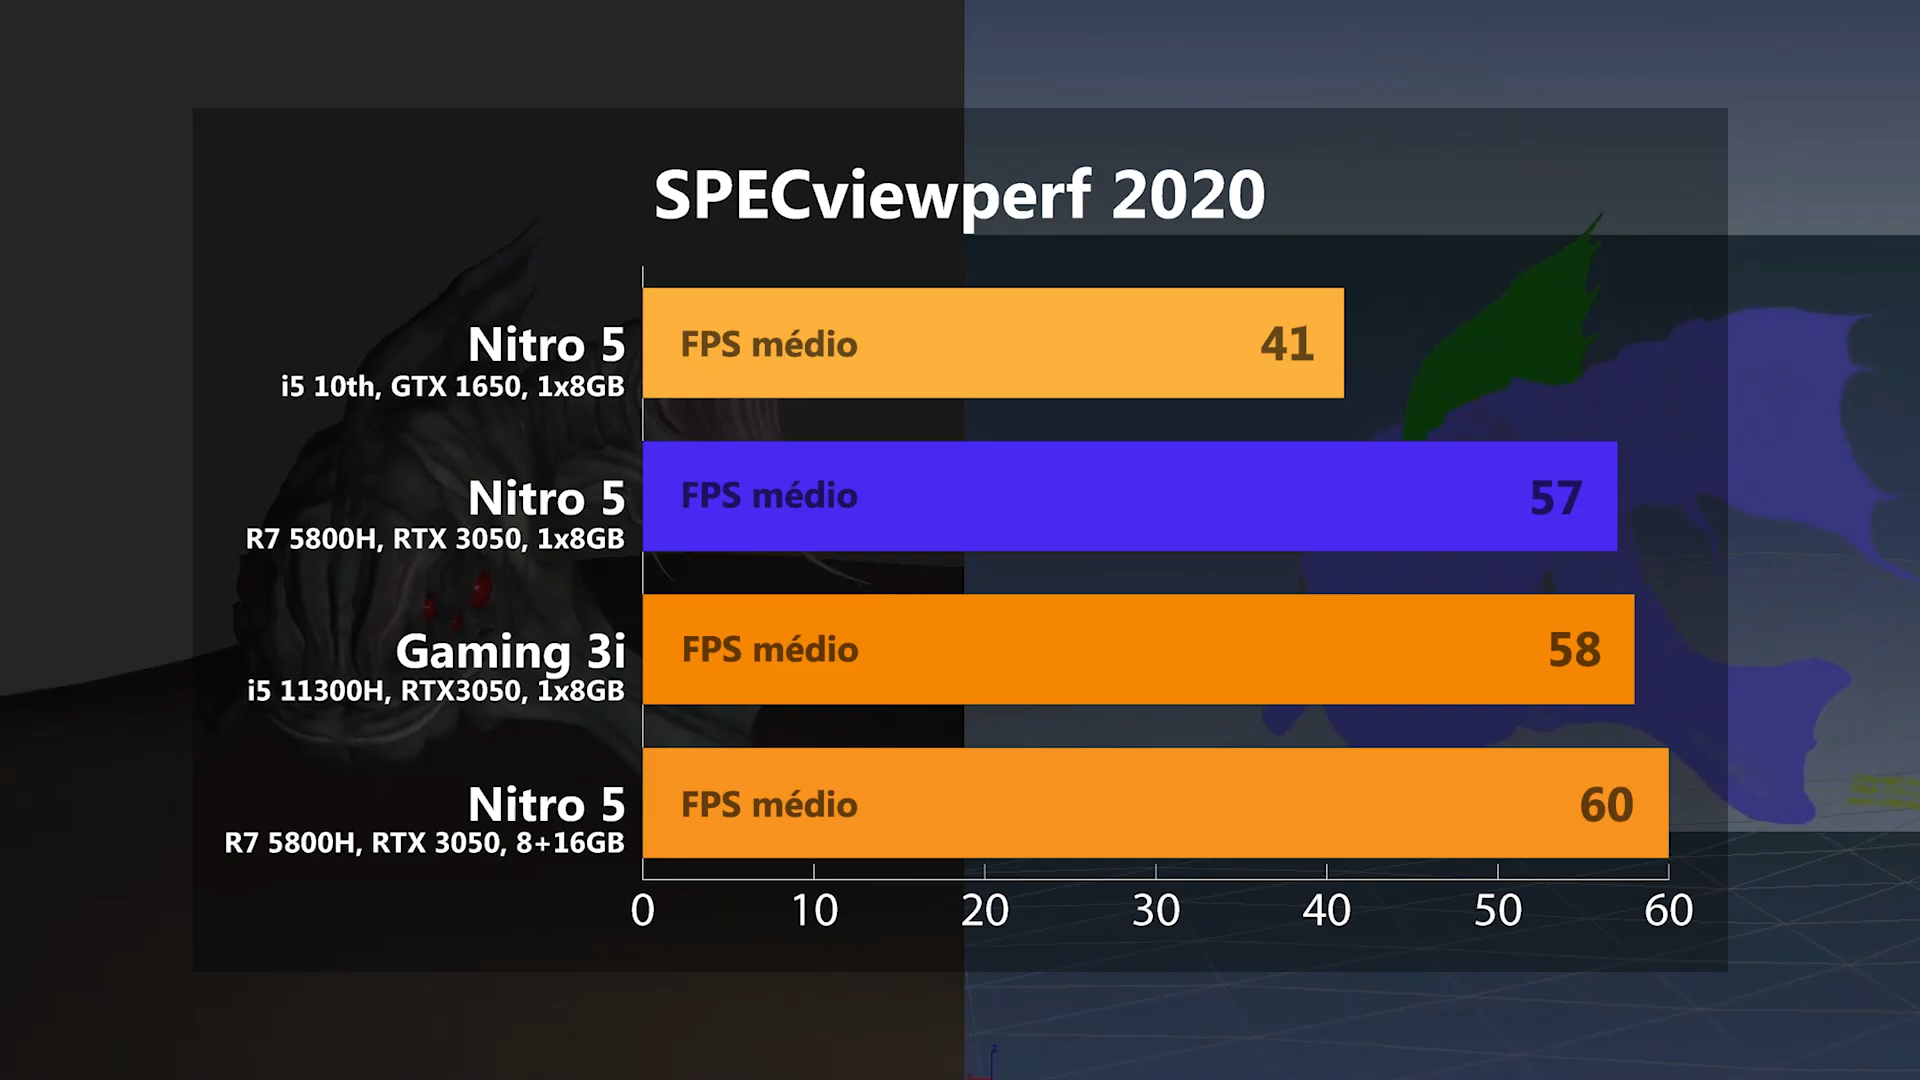 SPECviewperf 2020
Nitro 5
i5 10th, GTX 1650, 1x8GB
FPS médio
41
Nitro 5
R7 5800H, RTX 3050, 1x8GB
FPS médio
57
Gaming 3i
i5 11300H, RTX3050, 1x8GB
FPS médio
58
Nitro 5
R7 5800H, RTX 3050, 8+16GB
FPS médio
60
0 10 20 30 40 50 60
z